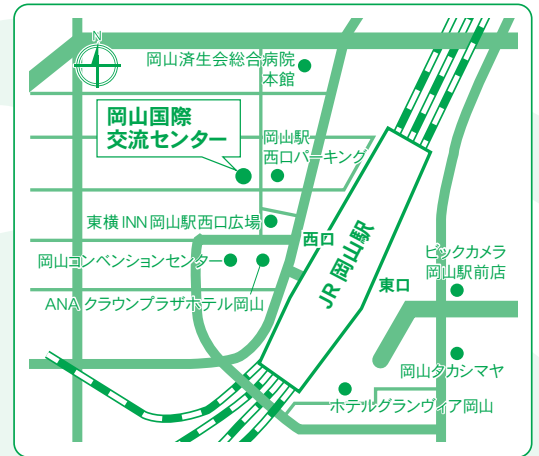 N
岡山済生会総合病院
本館
岡山国際
交流センター
岡山駅
西口パーキング
東横INN岡山駅西口広場
西口
岡山コンベンションセンター
ANAクラウンプラザホテル岡山
JR岡山駅
東口
ビックカメラ
岡山駅前店
岡山タカシマヤ
ホテルグランヴィア岡山